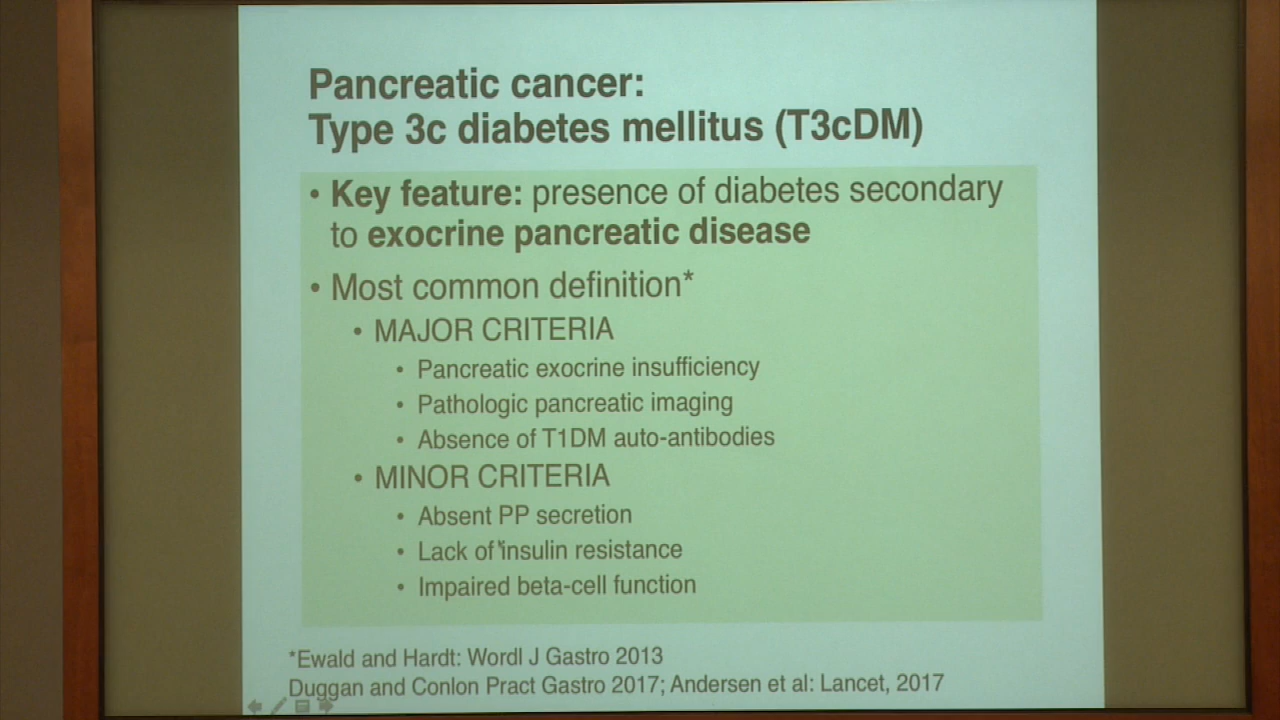 Pancreatic cancer:
Type 3c diabetes mellitus (T3cDM)
• Key feature: presence of diabetes secondary
to exocrine pancreatic disease
• Most common definition*
• MAJOR CRITERIA
• Pancreatic exocrine insufficiency
• Pathologic pancreatic imaging
• Absence of T1DM auto-antibodies
• MINOR CRITERIA
• Absent PP secretion
• Lack of insulin resistance
• Impaired beta-cell function
*Ewald and Hardt: Wordl J Gastro 2013
Duggan and Conlon Pract Gastro 2017; Andersen et al: Lancet, 2017